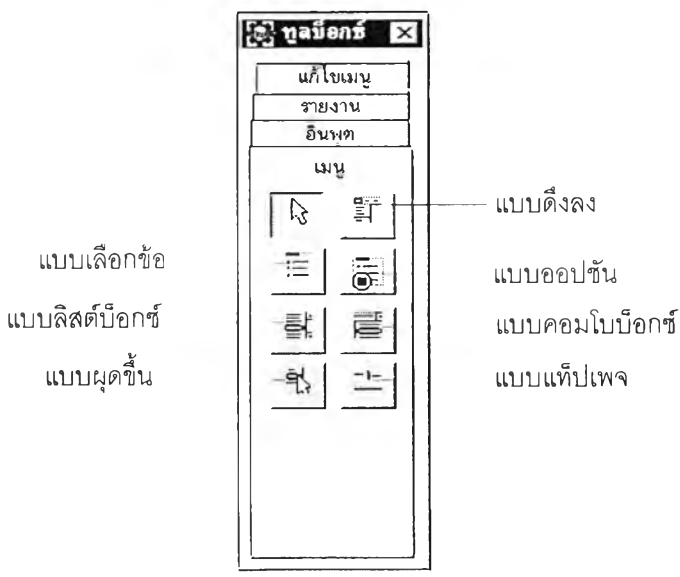 ทูลบ็อกซ์
แก้ไขเมนู
รายงาน
อินพุต
เมนู
แบบดึงลง
แบบเลือกข้อ
แบบออปชัน
แบบลิสต์บ็อกซ์
แบบคอมโบบ็อกซ์
แบบผุดขึ้น
แบบแท็ปเพจ